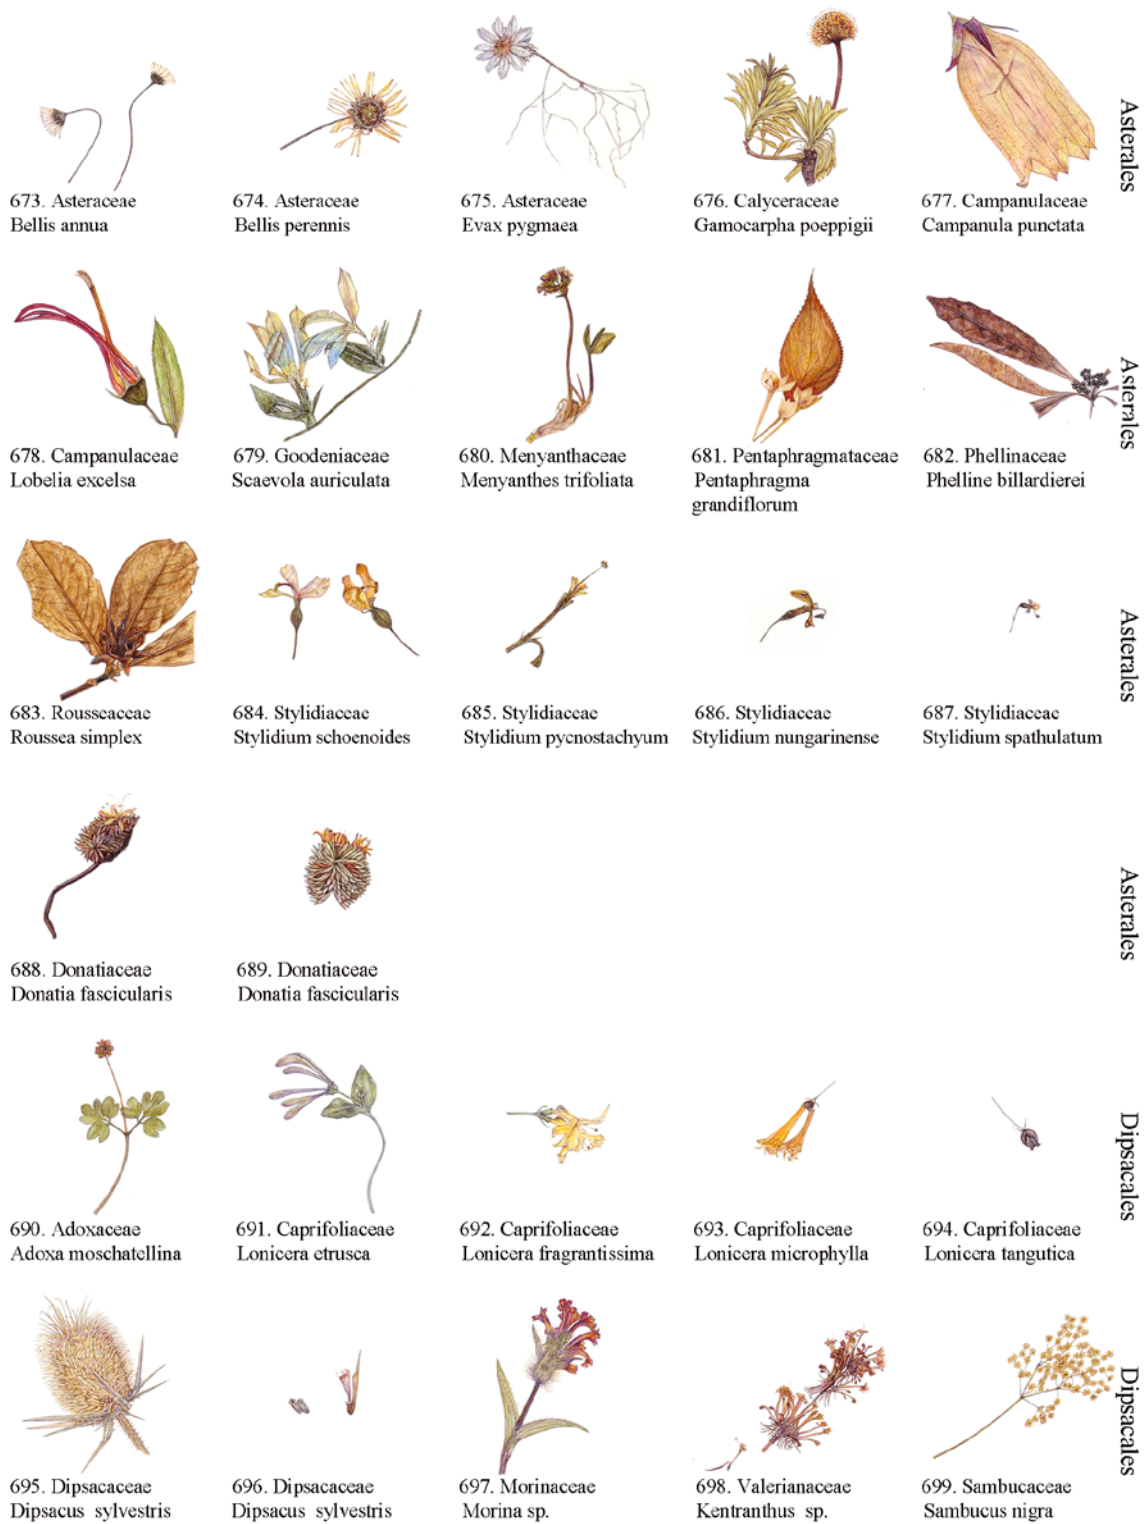 673. Asteraceae
Bellis annua
674. Asteraceae
Bellis perennis
675. Asteraceae
Evax pygmaea
676. Calyceraceae
Gamocarpha poeppigii
677. Campanulaceae
Campanula punctata
Asterales
678. Campanulaceae
Lobelia excelsa
679. Goodeniaceae
Scaevola auriculata
680. Menyanthaceae
Menyanthes trifoliata
681. Pentaphragmataceae
Pentaphragma
grandiflorum
682. Phellinaceae
Phelline billardierei
Asterales
683. Rousseaceae
Roussea simplex
684. Stylidiaceae
Stylidium schoenoides
685. Stylidiaceae
Stylidium pycnostachyum
686. Stylidiaceae
Stylidium nungarinense
687. Stylidiaceae
Stylidium spathulatum
Asterales
688. Donatiaceae
Donatia fascicularis
689. Donatiaceae
Donatia fascicularis
Asterales
690. Adoxaceae
Adoxa moschatellina
691. Caprifoliaceae
Lonicera etrusca
692. Caprifoliaceae
Lonicera fragrantissima
693. Caprifoliaceae
Lonicera microphylla
694. Caprifoliaceae
Lonicera tangutica
Dipsacales
695. Dipsacaceae
Dipsacus sylvestris
696. Dipsacaceae
Dipsacus sylvestris
697. Morinaceae
Morina sp.
698. Valerianaceae
Kentranthus sp.
699. Sambucaceae
Sambucus nigra
Dipsacales